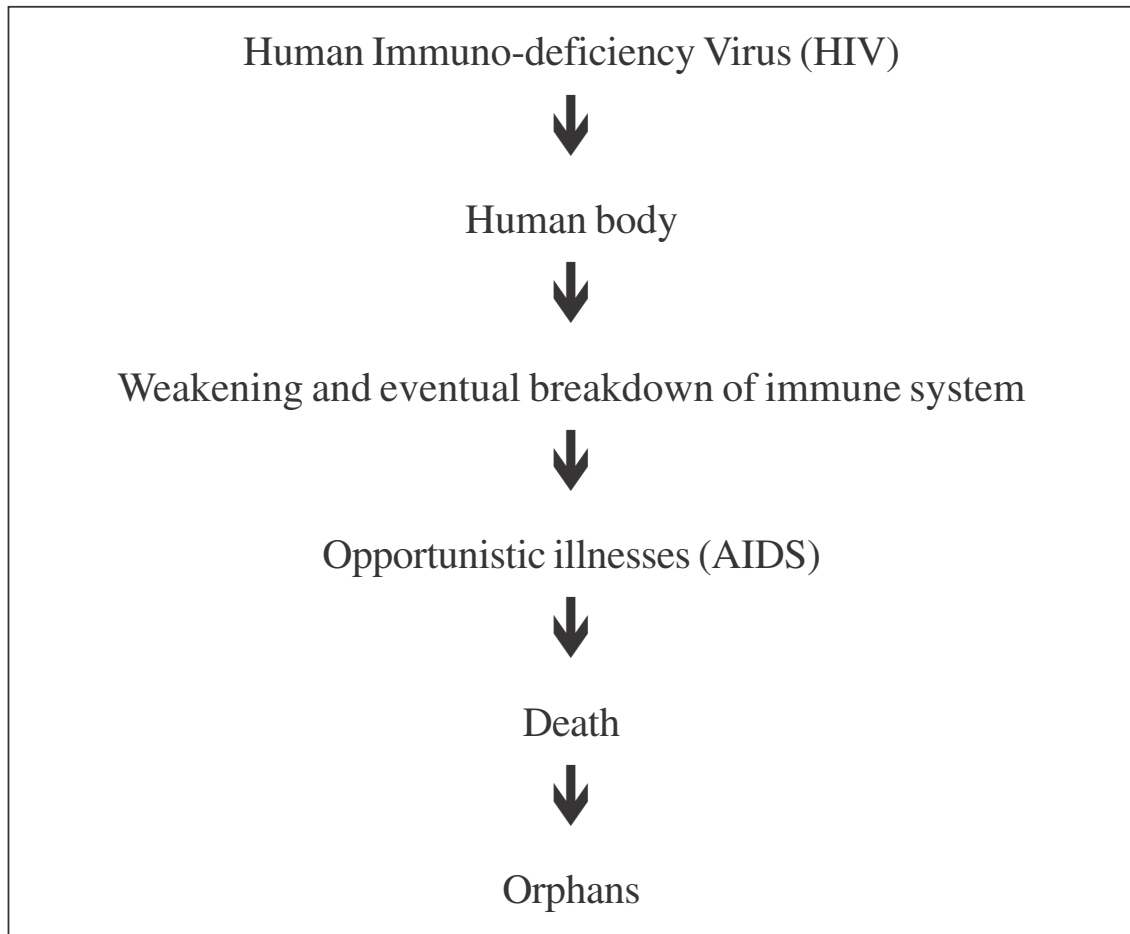 Human Immuno-deficiency Virus (HIV)
Human body
Weakening and eventual breakdown of immune system
Opportunistic illnesses (AIDS)
Death
Orphans